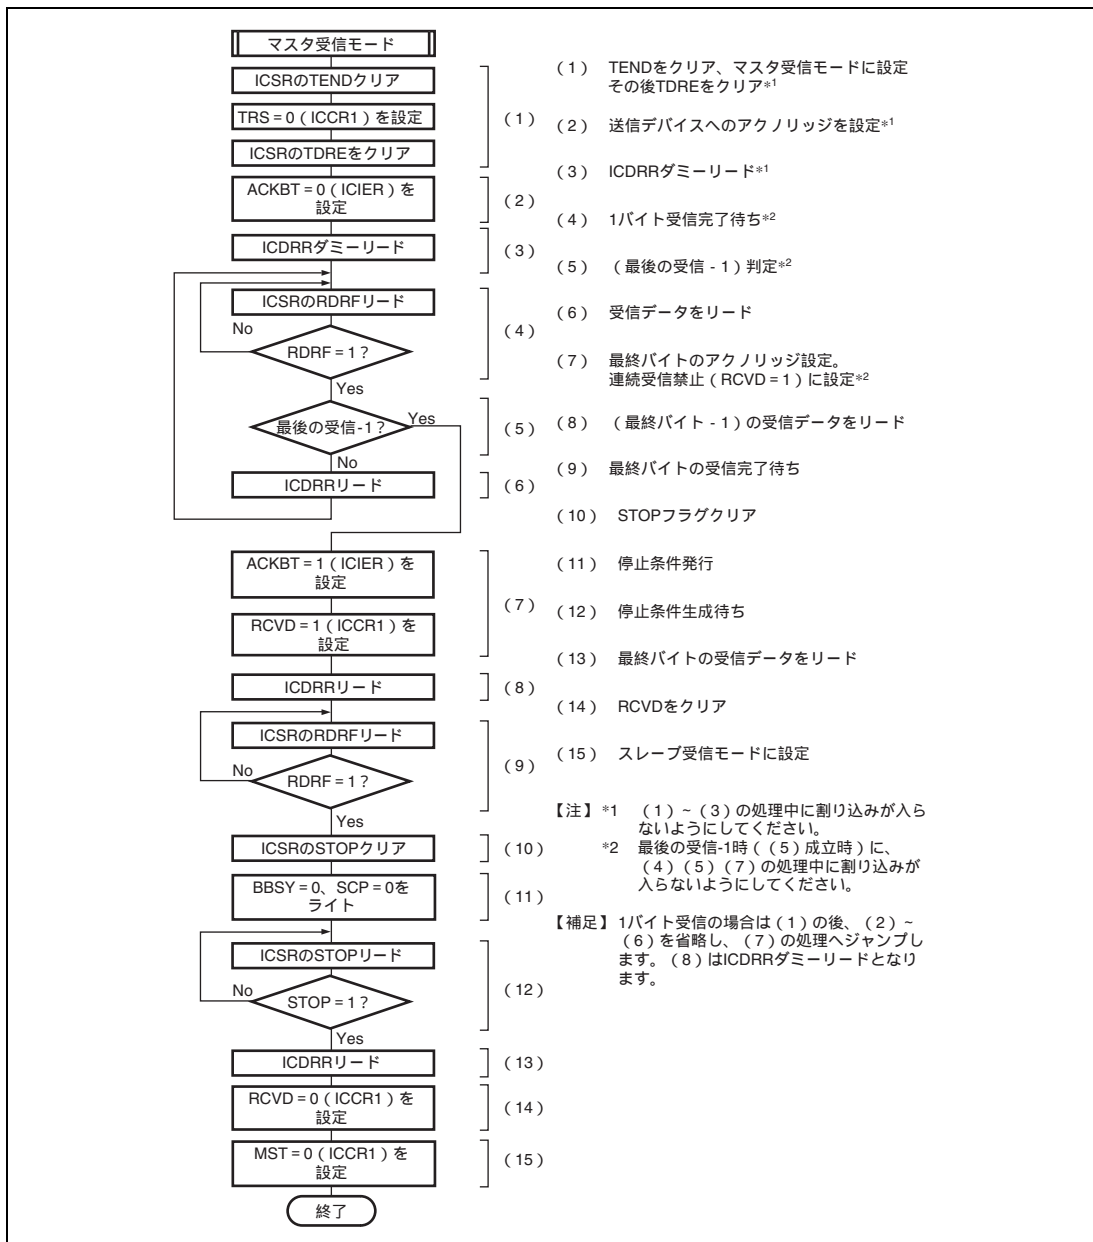 マスタ受信モード
ICSRのTENDクリア
TRS = 0 ( ICCR1 ) を設定
ICSRのTDREをクリア
( 1 )
ACKBT = 0 ( ICIER ) を
設定
( 2 )
ICDRRダミーリード
( 3 )
ICSRのRDRFリード
No
RDRF = 1 ?
( 4 )
Yes
最後の受信-1 ?
Yes
( 5 )
No
ICDRRリード
( 6 )
ACKBT = 1 ( ICIER ) を
設定
RCVD = 1 ( ICCR1 ) を
設定
( 7 )
ICDRRリード
( 8 )
ICSRのRDRFリード
No
RDRF = 1 ?
( 9 )
Yes
ICSRのSTOPクリア
( 10 )
BBSY = 0、SCP = 0を
ライト
( 11 )
ICSRのSTOPリード
No
STOP = 1 ?
( 12 )
Yes
ICDRRリード
( 13 )
RCVD = 0 ( ICCR1 ) を
設定
( 14 )
MST = 0 ( ICCR1 ) を
設定
( 15 )
終了
( 1 ) TENDをクリア、マスタ受信モードに設定
その後TDREをクリア*1
( 2 ) 送信デバイスへのアクノリッジを設定*1
( 3 ) ICDRRダミーリード*1
( 4 ) 1バイト受信完了待ち*2
( 5 ) ( 最後の受信 - 1 ) 判定*2
( 6 ) 受信データをリード
( 7 ) 最終バイトのアクノリッジ設定。
連続受信禁止 ( RCVD = 1 ) に設定*2
( 8 ) ( 最終バイト - 1 ) の受信データをリード
( 9 ) 最終バイトの受信完了待ち
( 10 ) STOPフラグクリア
( 11 ) 停止条件発行
( 12 ) 停止条件生成待ち
( 13 ) 最終バイトの受信データをリード
( 14 ) RCVDをクリア
( 15 ) スレーブ受信モードに設定
【注】 *1 ( 1 ) ~ ( 3 ) の処理中に割り込みが入ら
ないようにしてください。
*2 最後の受信-1時 ( ( 5 ) 成立時 ) に、
( 4 ) ( 5 ) ( 7 ) の処理中に割り込みが
入らないようにしてください。
【補足】 1バイト受信の場合は ( 1 ) の後、( 2 ) ~
( 6 ) を省略し、( 7 ) の処理へジャンプし
ます。( 8 ) はICDRRダミーリードとなり
ます。